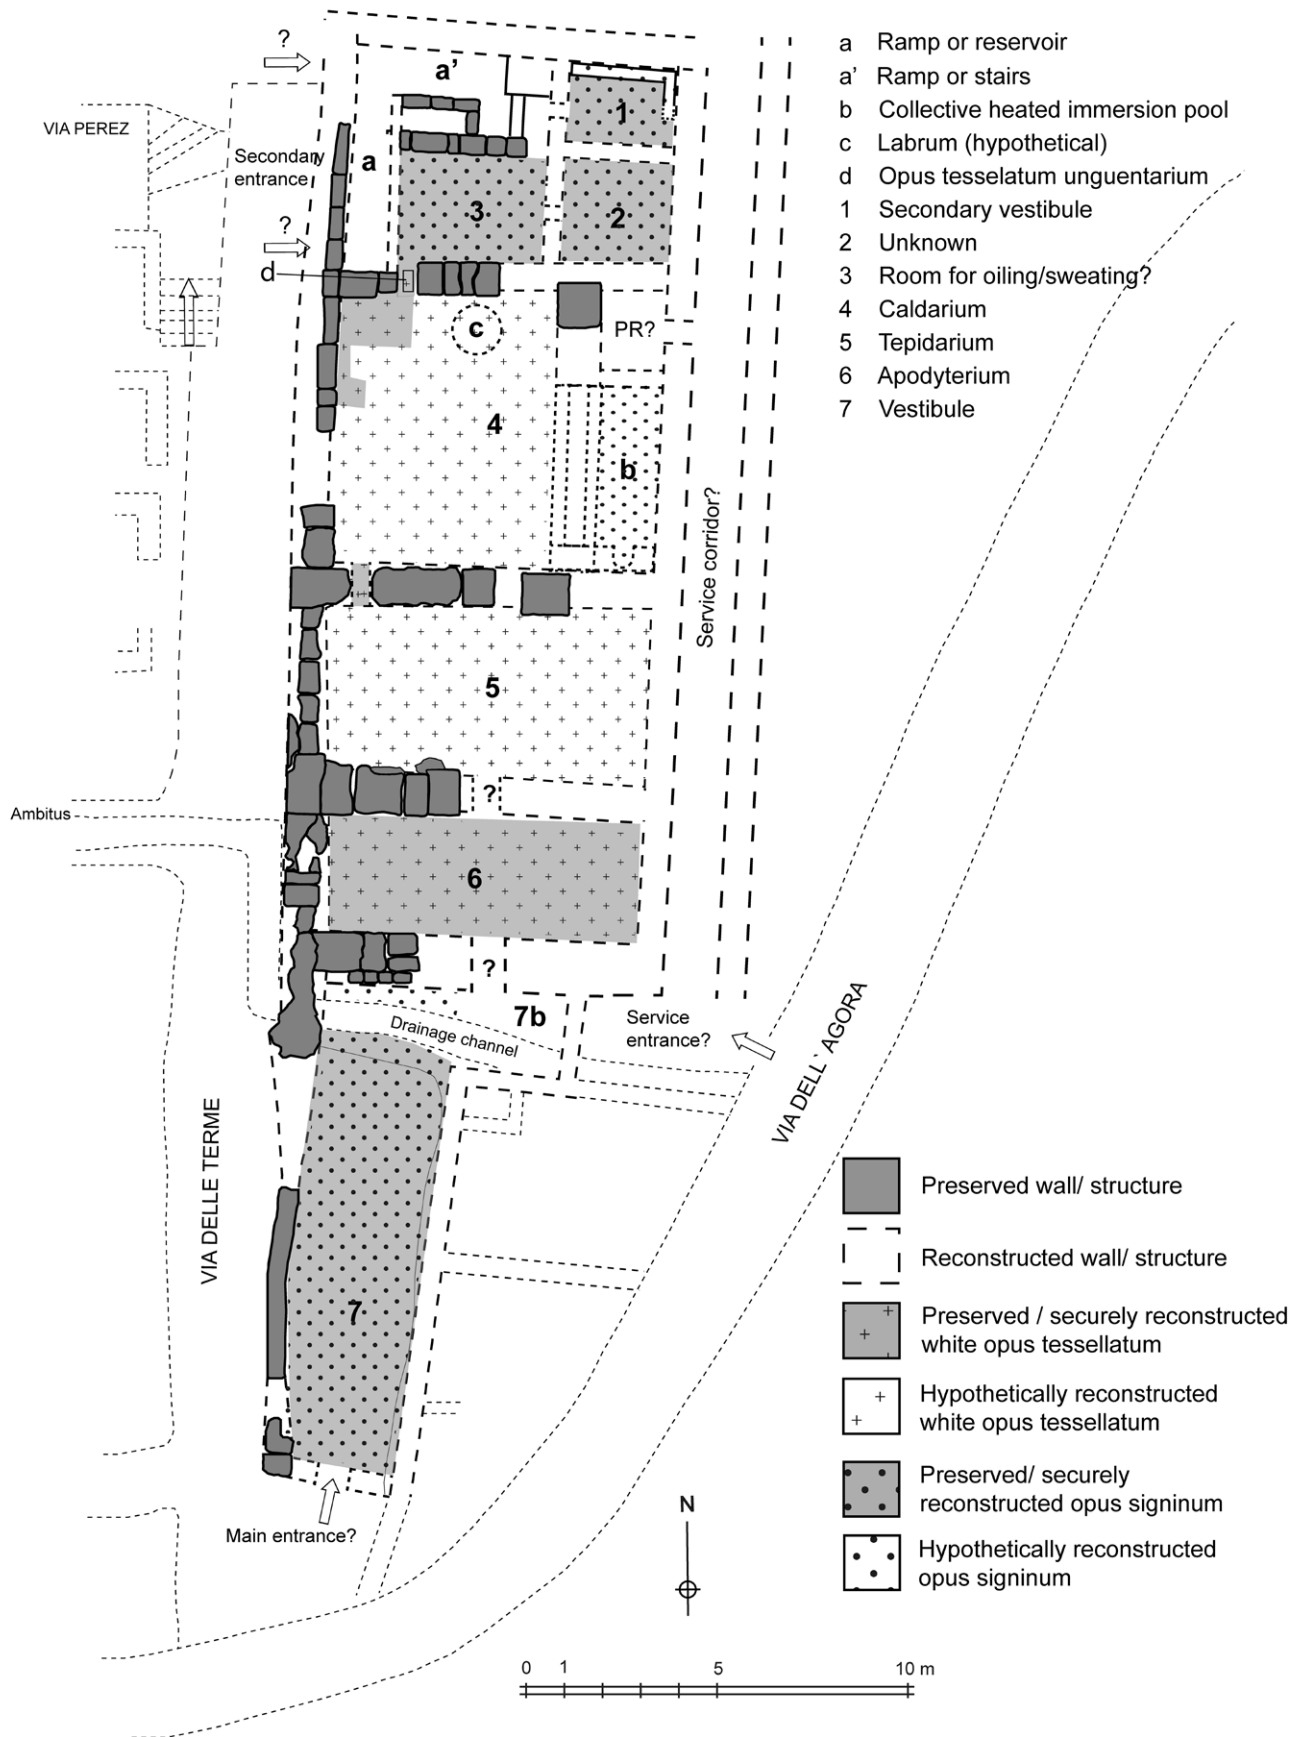 ?
a'
a Ramp or reservoir
a' Ramp or stairs
b Collective heated immersion pool
c Labrum (hypothetical)
d Opus tesselatum unguentarium
1 Secondary vestibule
2 Unknown
3 Room for oiling/sweating?
4 Caldarium
5 Tepidarium
6 Apodyterium
7 Vestibule
1
VIA PEREZ
Secondary
entrance
a
3
2
?
d
c
PR?
4
b
Service corridor?
5
?
Ambitus
6
?
7b
Drainage channel
Service
entrance?
VIA DELL`AGORA
VIA DELLE TERME
7
Main entrance?
Preserved wall/ structure
Reconstructed wall/ structure
Preserved / securely reconstructed
white opus tessellatum
Hypothetically reconstructed
white opus tessellatum
Preserved/ securely
reconstructed opus signinum
Hypothetically reconstructed
opus signinum
N
0 1 5 10 m